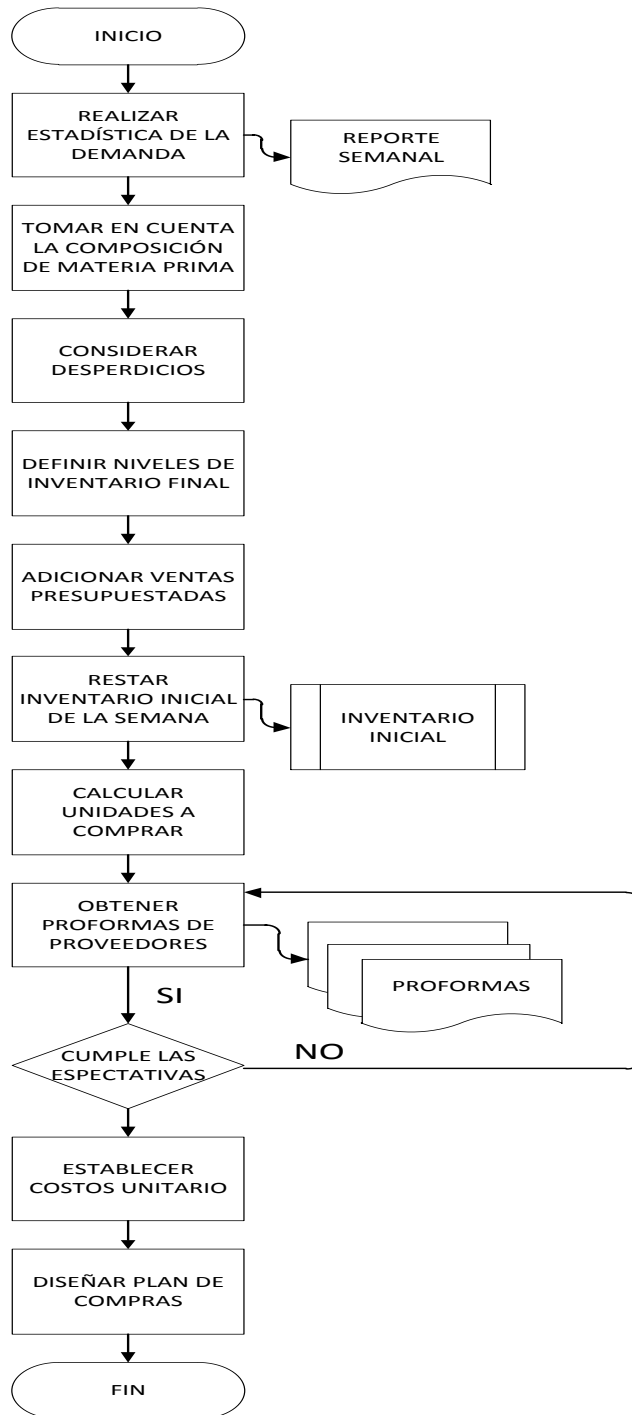 INICIO
REALIZAR
ESTADÍSTICA DE LA
DEMANDA
REPORTE
SEMANAL
TOMAR EN CUENTA
LA COMPOSICIÓN
DE MATERIA PRIMA
CONSIDERAR
DESPERDICIOS
DEFINIR NIVELES DE
INVENTARIO FINAL
ADICIONAR VENTAS
PRESUPUESTADAS
RESTAR
INVENTARIO INICIAL
DE LA SEMANA
INVENTARIO
INICIAL
CALCULAR
UNIDADES A
COMPRAR
OBTENER
PROFORMAS DE
PROVEEDORES
PROFORMAS
SI
CUMPLE LAS
ESPECTATIVAS
NO
ESTABLECER
COSTOS UNITARIO
DISEÑAR PLAN DE
COMPRAS
FIN